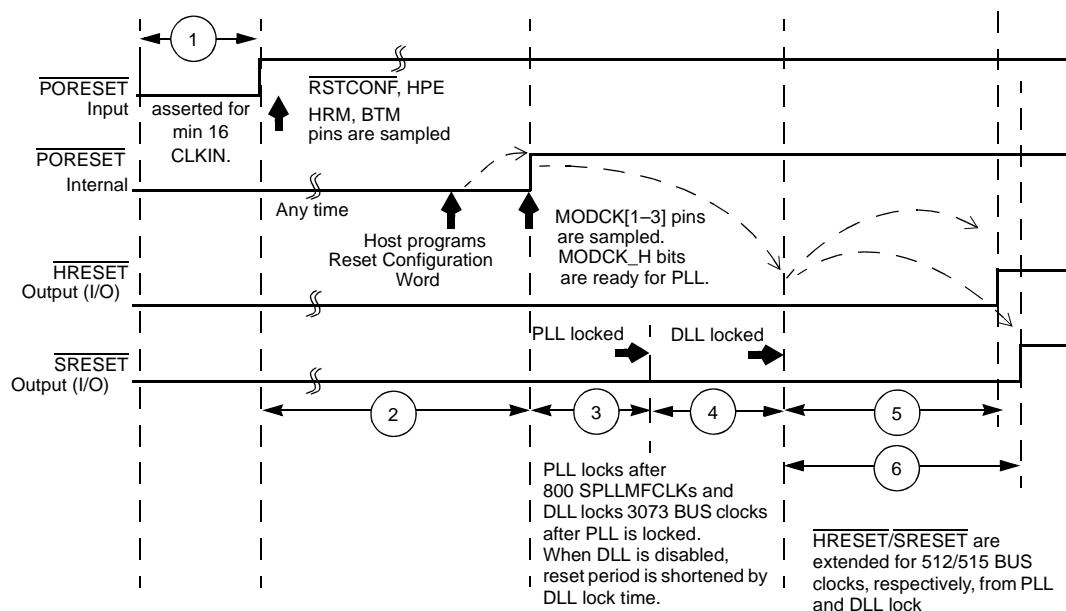 1
PORESET
Input
asserted for
min 16
CLKIN.
RSTCONF, HPE
HRM, BTM
pins are sampled
PORESET
Internal
Any time
Host programs
Reset Configuration
Word
MODCK[1–3] pins
are sampled.
MODCK_H bits
are ready for PLL.
HRESET
Output (I/O)
PLL locked
DLL locked
SRESET
Output (I/O)
2
3
4
5
6
PLL locks after
800 SPLLMFCLKs and
DLL locks 3073 BUS clocks
after PLL is locked.
When DLL is disabled,
reset period is shortened by
DLL lock time.
HRESET/SRESET are
extended for 512/515 BUS
clocks, respectively, from PLL
and DLL lock